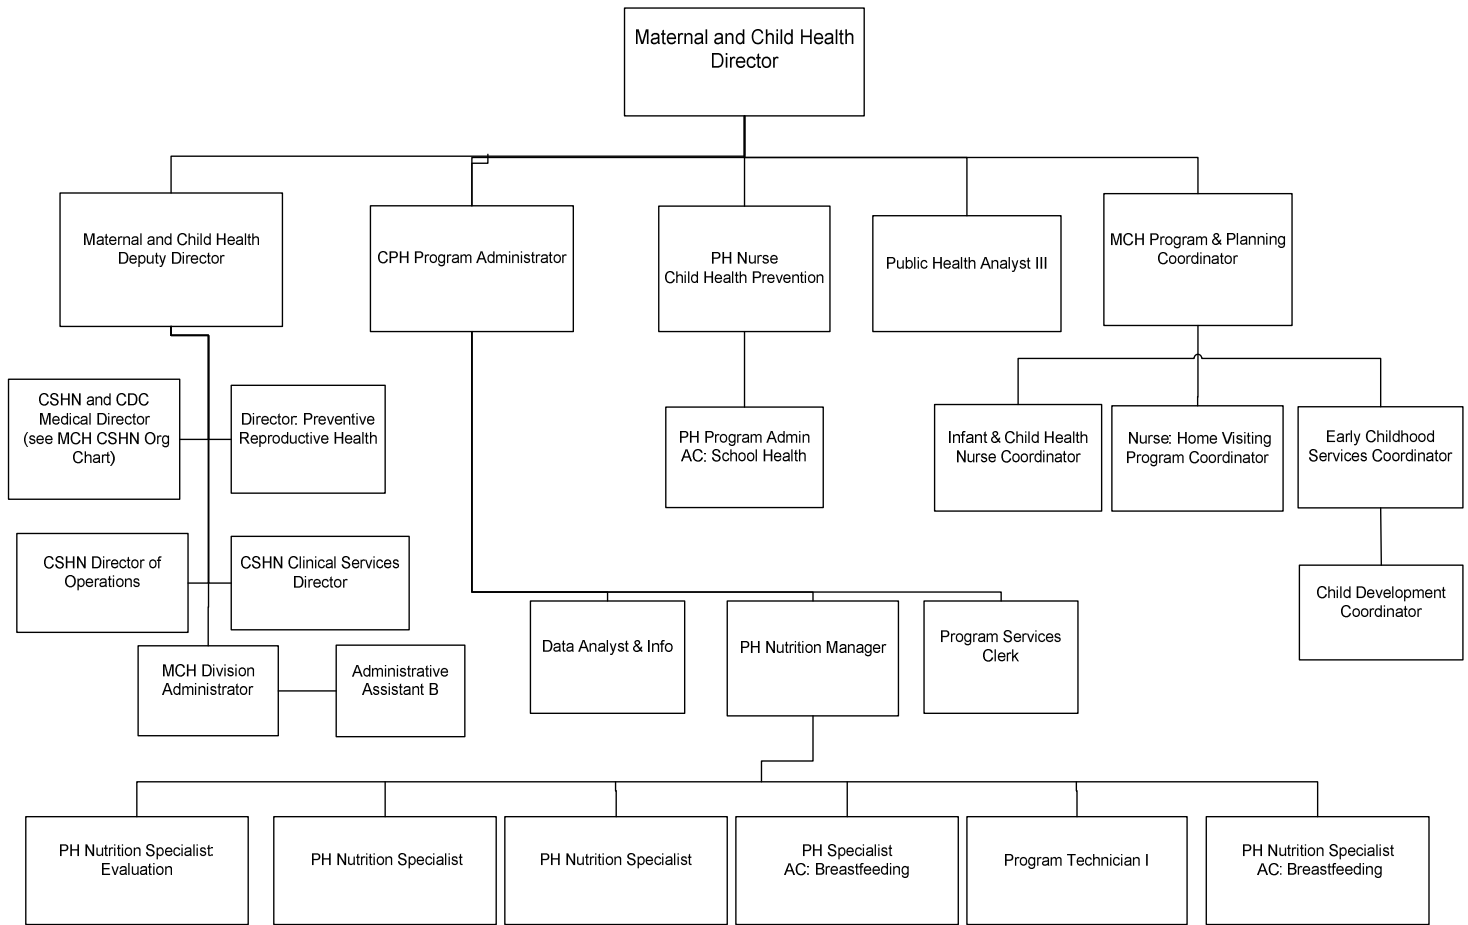 Maternal and Child Health
Director
Maternal and Child Health
Deputy Director
CPH Program Administrator
PH Nurse
Child Health Prevention
Public Health Analyst III
MCH Program & Planning
Coordinator
CSHN and CDC
Medical Director
(see MCH CSHN Org
Chart)
Director: Preventive
Reproductive Health
PH Program Admin
AC: School Health
Infant & Child Health
Nurse Coordinator
Nurse: Home Visiting
Program Coordinator
Early Childhood
Services Coordinator
CSHN Director of
Operations
CSHN Clinical Services
Director
Child Development
Coordinator
MCH Division
Administrator
Administrative
Assistant B
Data Analyst & Info
PH Nutrition Manager
Program Services
Clerk
PH Nutrition Specialist:
Evaluation
PH Nutrition Specialist
PH Nutrition Specialist
PH Specialist
AC: Breastfeeding
Program Technician I
PH Nutrition Specialist
AC: Breastfeeding